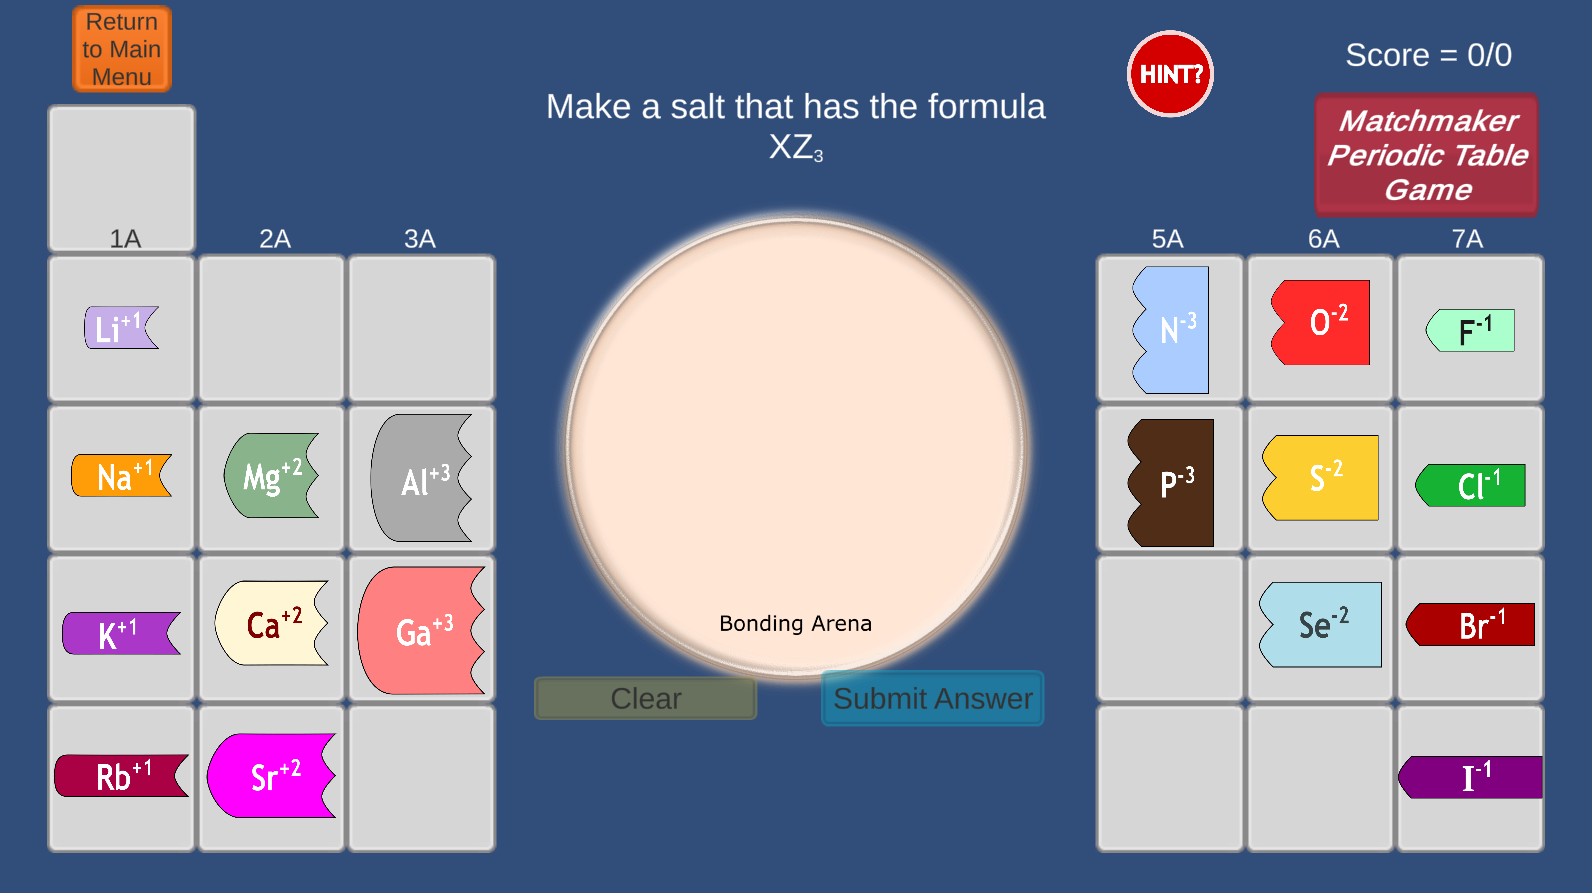 Return
to Main
Menu
HINT?
Score = 0/0
Make a salt that has the formula
XZ₃
Matchmaker
Periodic Table
Game
1A
2A
3A
5A
6A
7A
Li⁺¹
N⁻³
O⁻²
F⁻¹
Na⁺¹
Mg⁺²
Al⁺³
P⁻³
S⁻²
Cl⁻¹
K⁺¹
Ca⁺²
Ga⁺³
Bonding Arena
Se⁻²
Br⁻¹
Clear
Submit Answer
Rb⁺¹
Sr⁺²
I⁻¹